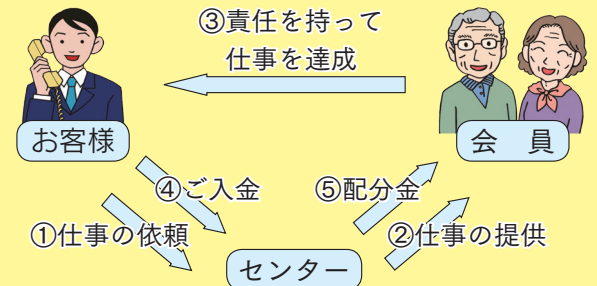 ③責任を持って
仕事を達成
お客様
会　員
④ご入金
⑤配分金
①仕事の依頼
②仕事の提供
センター